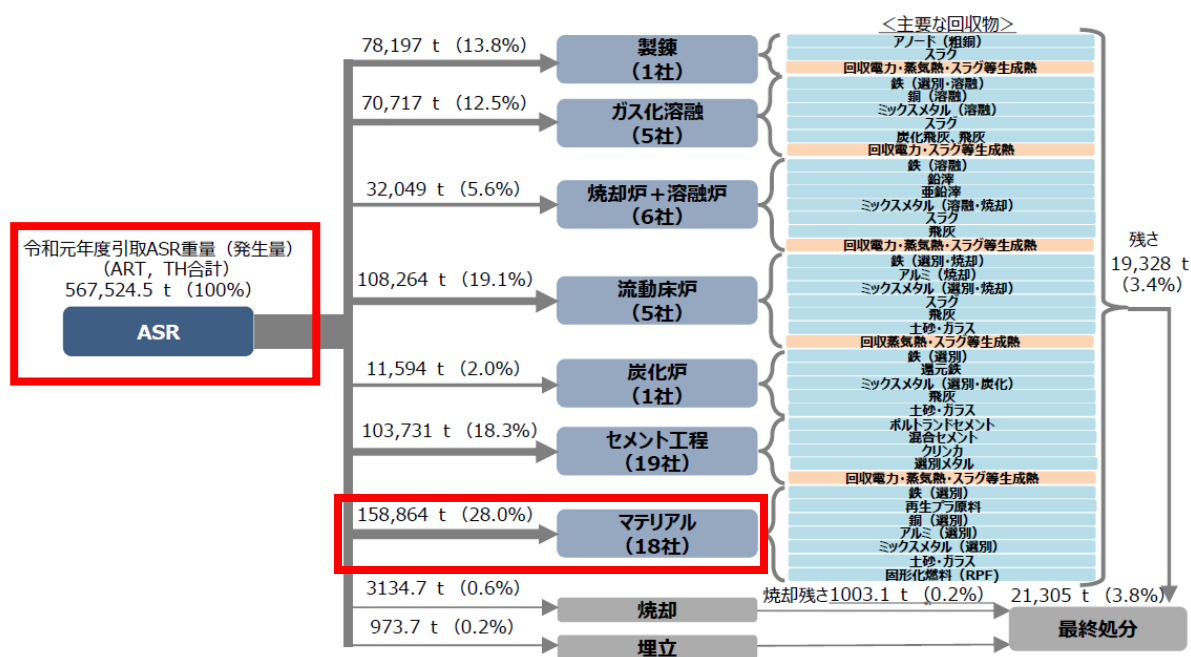 ＜主要な回収物＞
78,197 t（13.8%）
製錬
（1社）
アノード（粗銅）
スラグ
回収電力・蒸気熱・スラグ等生成熱
70,717 t（12.5%）
ガス化溶融
（5社）
鉄（選別・溶融）
銅（溶融）
ミックスメタル（溶融）
スラグ
炭化飛灰、飛灰
回収電力・スラグ等生成熱
32,049 t（5.6%）
焼却炉＋溶融炉
（6社）
鉄（溶融）
鉛滓
亜鉛滓
ミックスメタル（溶融・焼却）
スラグ
飛灰
回収電力・蒸気熱・スラグ等生成熱
令和元年度引取ASR重量（発生量）
（ART，TH合計）
567,524.5 t（100%）
ASR
108,264 t（19.1%）
流動床炉
（5社）
鉄（選別・焼却）
アルミ（焼却）
ミックスメタル（選別・焼却）
スラグ
飛灰
土砂・ガラス
回収蒸気熱・スラグ等生成熱
残さ
19,328 t
（3.4%）
11,594 t（2.0%）
炭化炉
（1社）
鉄（選別）
還元鉄
ミックスメタル（選別・炭化）
飛灰
土砂・ガラス
103,731 t（18.3%）
セメント工程
（19社）
ポルトランドセメント
混合セメント
クリンカ
選別メタル
回収電力・蒸気熱・スラグ等生成熱
158,864 t（28.0%）
マテリアル
（18社）
鉄（選別）
再生プラ原料
銅（選別）
アルミ（選別）
ミックスメタル（選別）
土砂・ガラス
固形化燃料（RPF）
3134.7 t（0.6%）
焼却
焼却残さ1003.1 t（0.2%）
21,305 t（3.8%）
973.7 t（0.2%）
埋立
最終処分